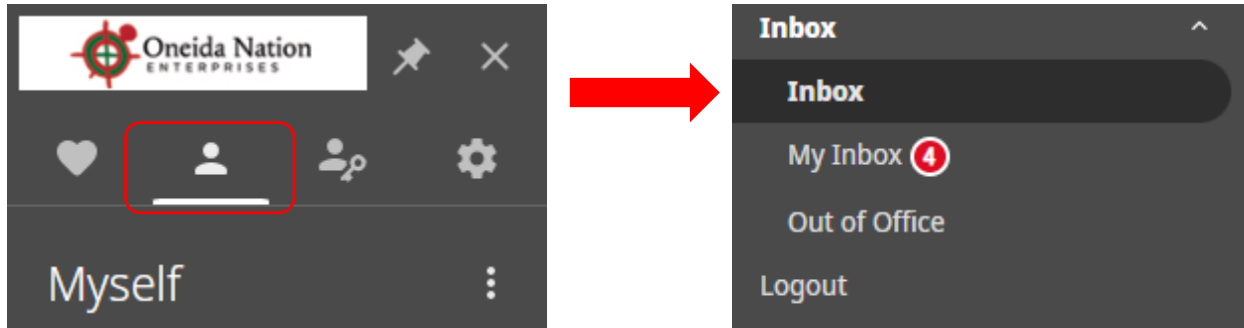 Oneida Nation
ENTERPRISES
Myself
Inbox
Inbox
My Inbox 4
Out of Office
Logout